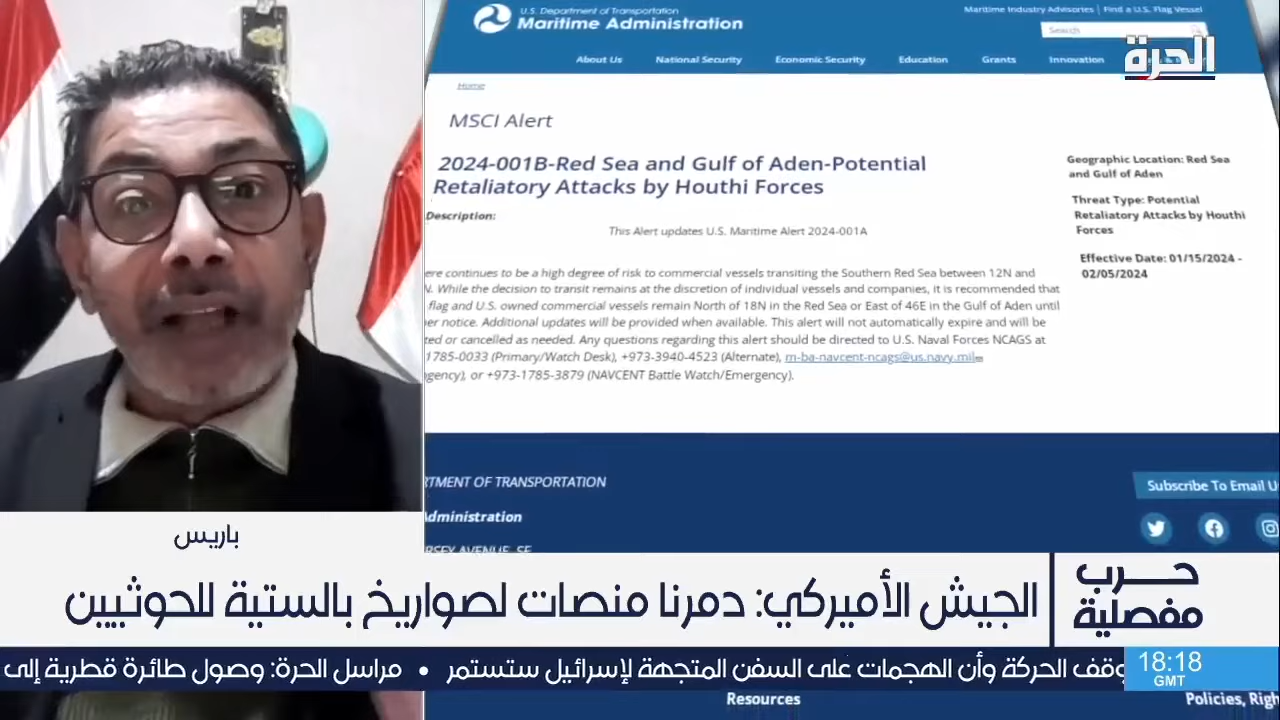 U.S. Department of Transportation
Maritime Administration
Maritime Industry Advisories | Find a U.S. Flag Vessel
Search
About Us National Security Economic Security Education Grants Innovation
الحرة
Home
MSCI Alert
2024-001B-Red Sea and Gulf of Aden-Potential
Retaliatory Attacks by Houthi Forces
Description:
This Alert updates U.S. Maritime Alert 2024-001A
ere continues to be a high degree of risk to commercial vessels transiting the Southern Red Sea between 12N and
N. While the decision to transit remains at the discretion of individual vessels and companies, it is recommended that
flag and U.S. owned commercial vessels remain North of 18N in the Red Sea or East of 46E in the Gulf of Aden until
er notice. Additional updates will be provided when available. This alert will not automatically expire and will be
ted or cancelled as needed. Any questions regarding this alert should be directed to U.S. Naval Forces NCAGS at
1785-0033 (Primary/Watch Desk), +973-3940-4523 (Alternate), m-ba-navcent-ncags@us.navy.mil
gency), or +973-1785-3879 (NAVCENT Battle Watch/Emergency).
Geographic Location: Red Sea
and Gulf of Aden
Threat Type: Potential
Retaliatory Attacks by Houthi
Forces
Effective Date: 01/15/2024 -
02/05/2024
RTMENT OF TRANSPORTATION
Administration
RSEY AVENUE, SE
Subscribe To Email U
باريس
حرب
مفصلية
الجيش الأميركي: دمرنا منصات لصواريخ بالستية للحوثيين
وقف الحركة وأن الهجمات على السفن المتجهة لإسرائيل ستستمر • مراسل الحرة: وصول طائرة قطرية إلى
18:18
GMT
Resources
Policies, Righ